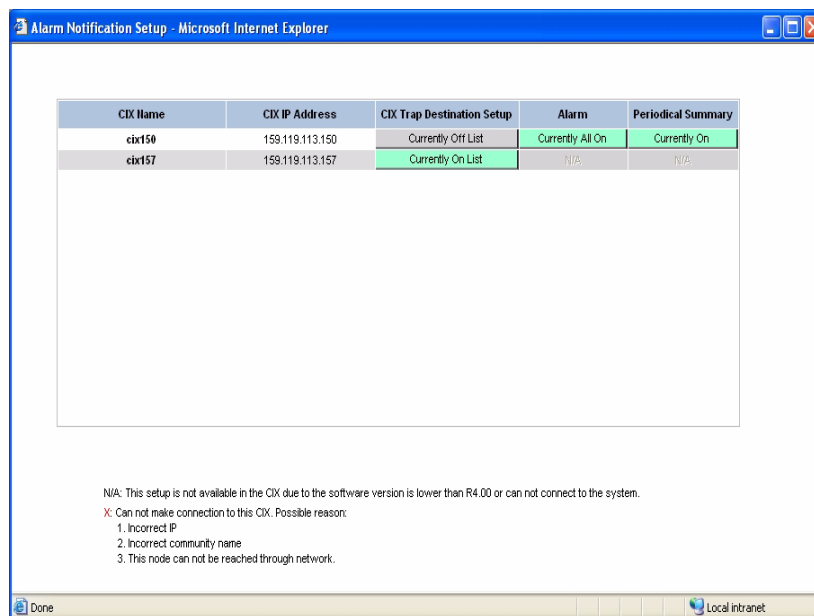 Alarm Notification Setup - Microsoft Internet Explorer
CIX Name CIX IP Address CIX Trap Destination Setup Alarm Periodical Summary
cix150 159.119.113.150 Currently Off List Currently All On Currently On
cix157 159.119.113.157 Currently On List N/A N/A
N/A: This setup is not available in the CIX due to the software version is lower than R4.00 or can not connect to the system.
X: Can not make connection to this CIX. Possible reason:
1. Incorrect IP
2. Incorrect community name
3. This node can not be reached through network.
Done Local intranet